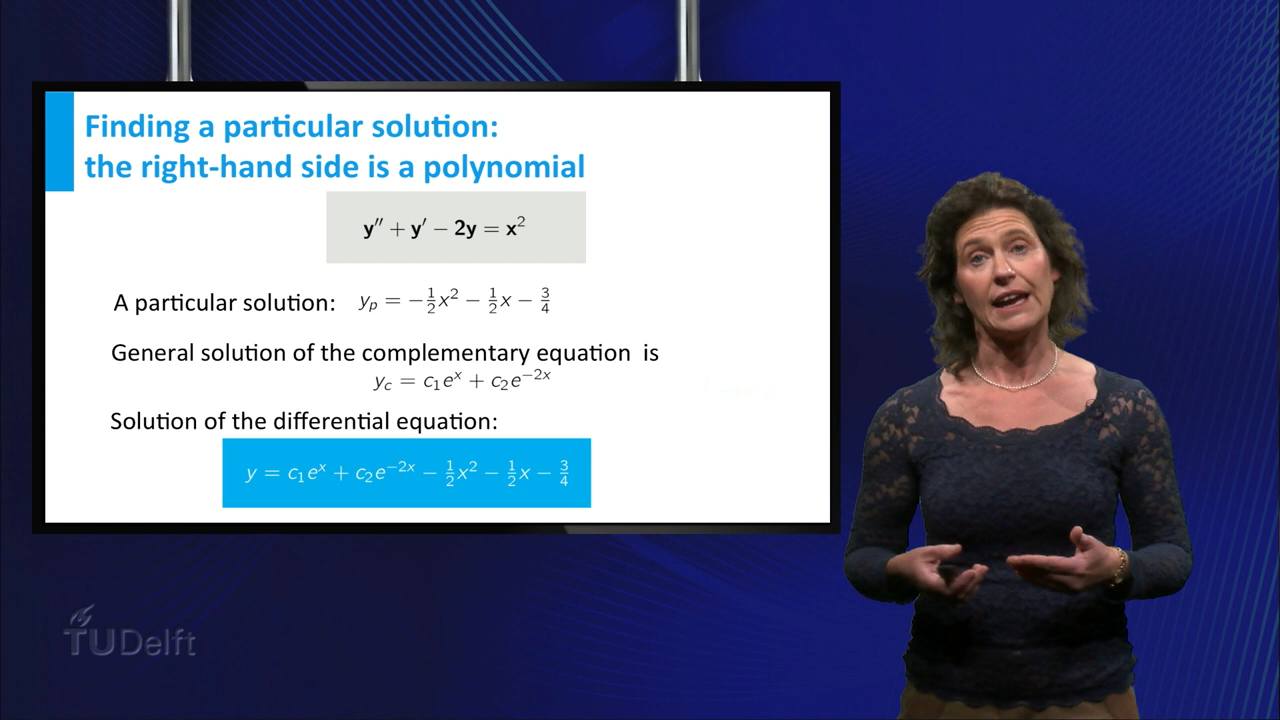 Finding a particular solution:
the right-hand side is a polynomial
y″ + y′ − 2y = x²
A particular solution: yₚ = −½x² − ½x − ¾
General solution of the complementary equation is
y_c = c₁eˣ + c₂e⁻²ˣ
Solution of the differential equation:
y = c₁eˣ + c₂e⁻²ˣ − ½x² − ½x − ¾
TUDelft